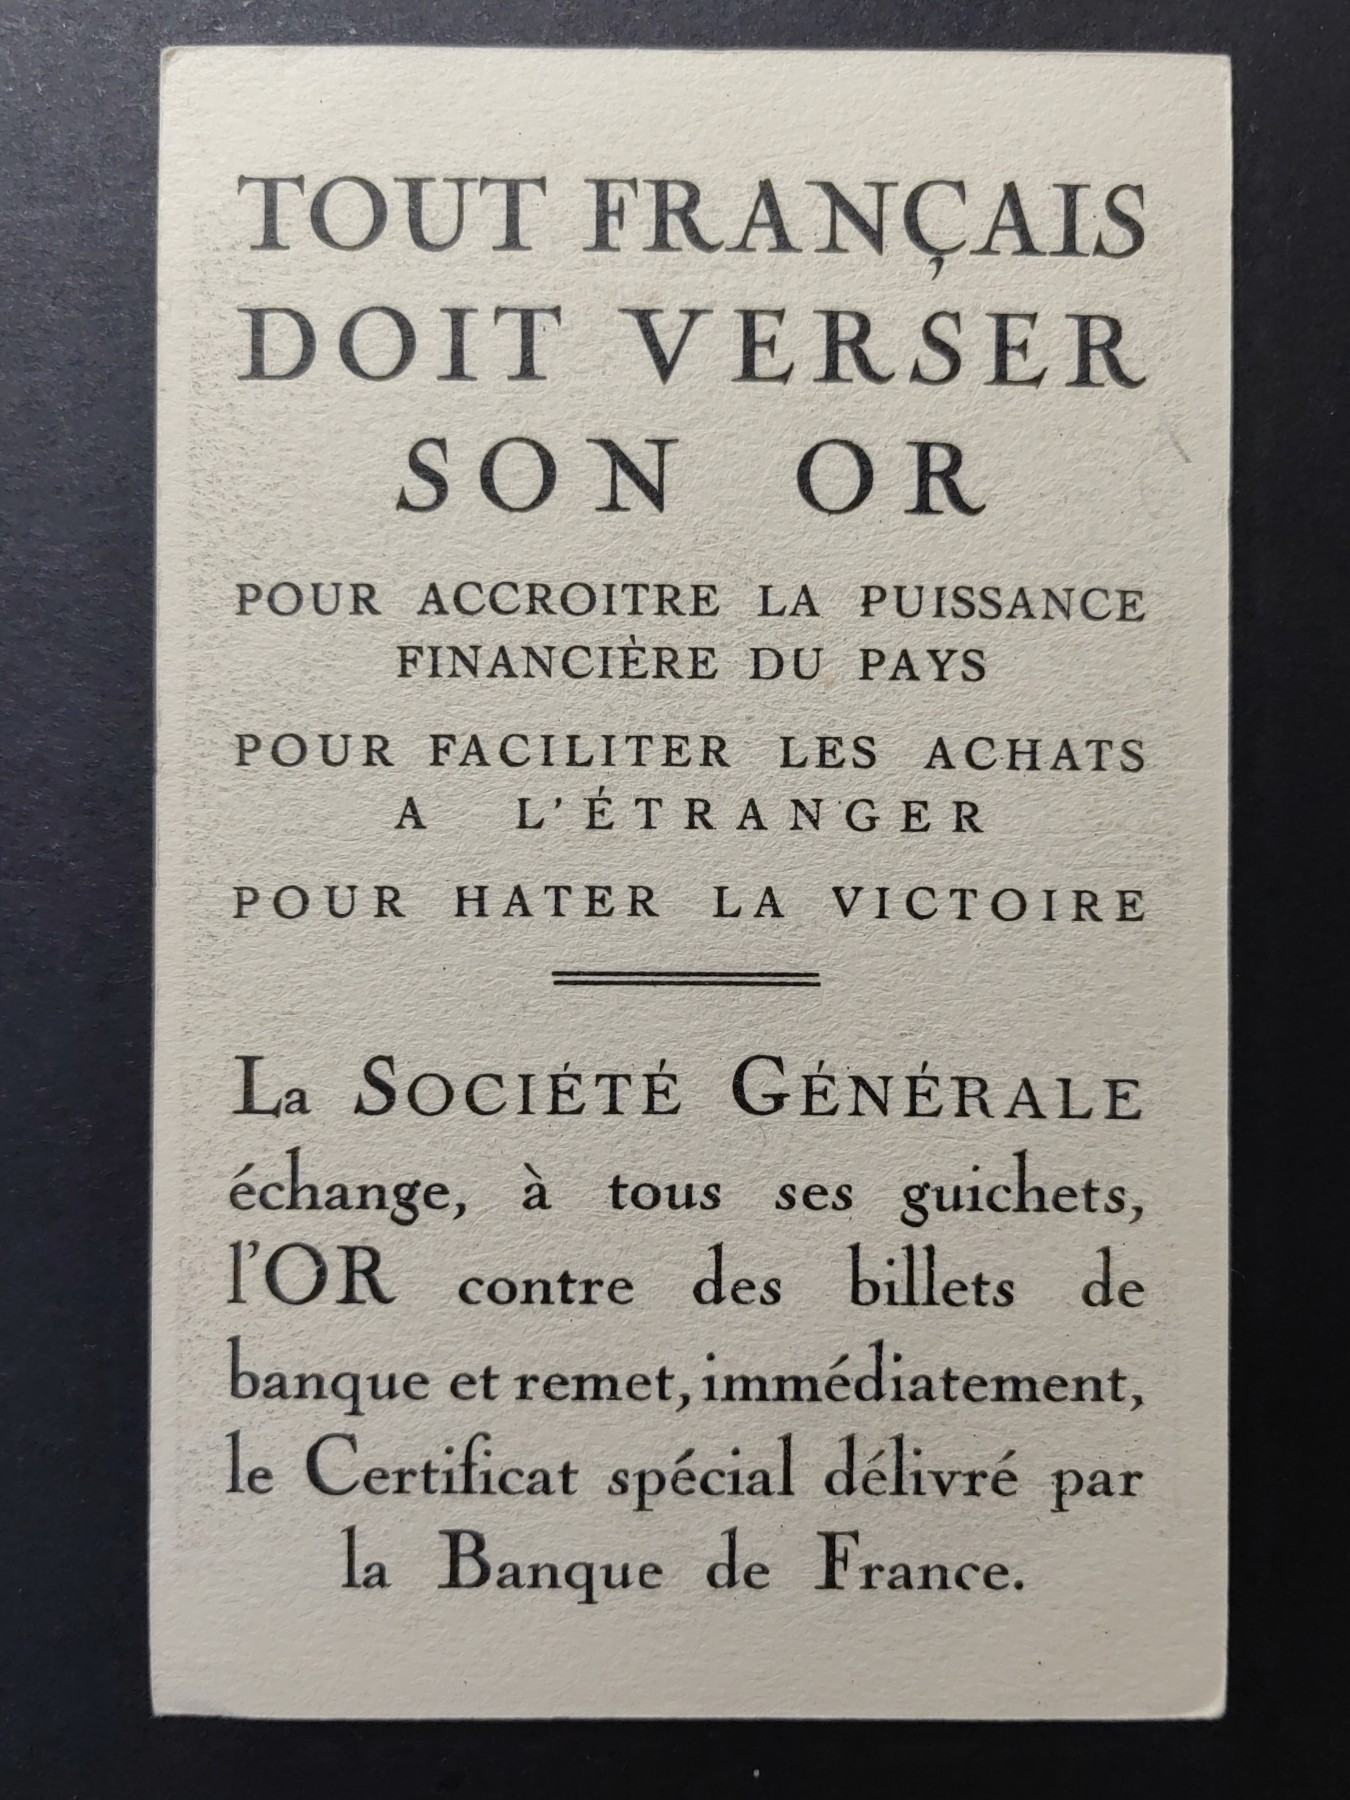 TOUT FRANÇAIS
DOIT VERSER
SON OR
POUR ACCROITRE LA PUISSANCE
FINANCIÈRE DU PAYS
POUR FACILITER LES ACHATS
A L'ÉTRANGER
POUR HATER LA VICTOIRE
La SOCIÉTÉ GÉNÉRALE
échange, à tous ses guichets,
l'OR contre des billets de
banque et remet, immédiatement,
le Certificat spécial délivré par
la Banque de France.